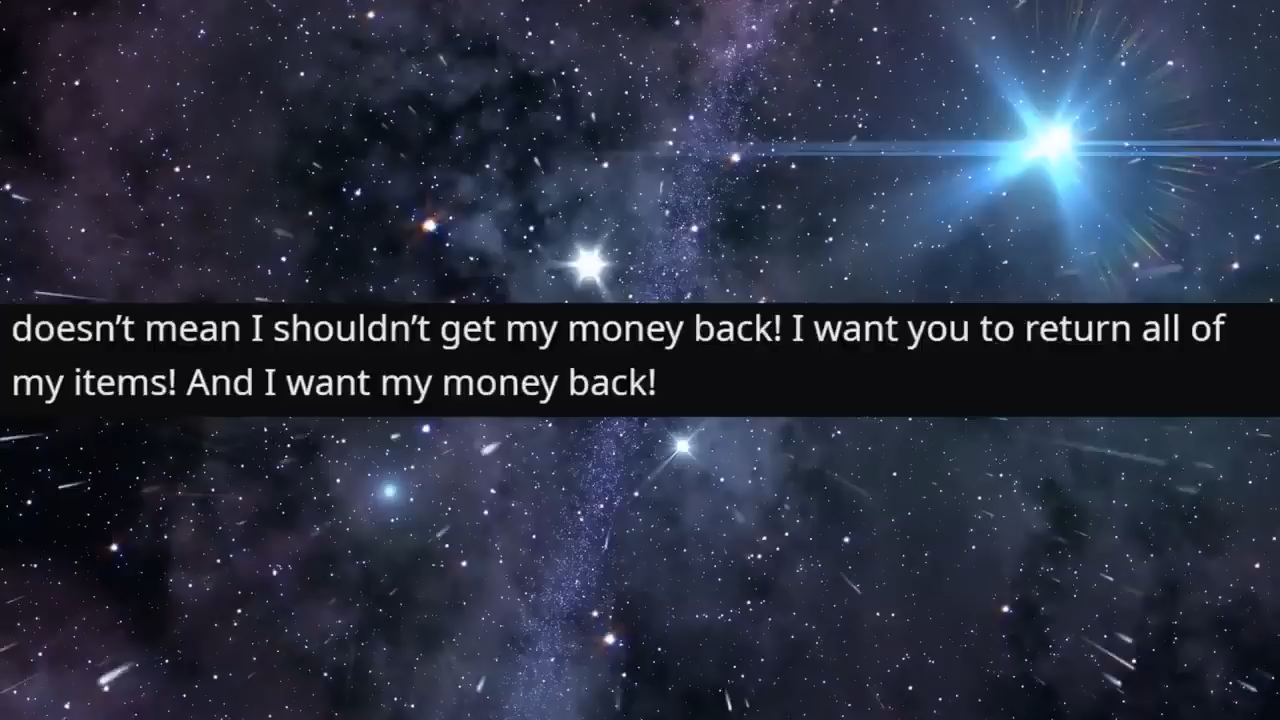 doesn’t mean I shouldn’t get my money back! I want you to return all of
my items! And I want my money back!